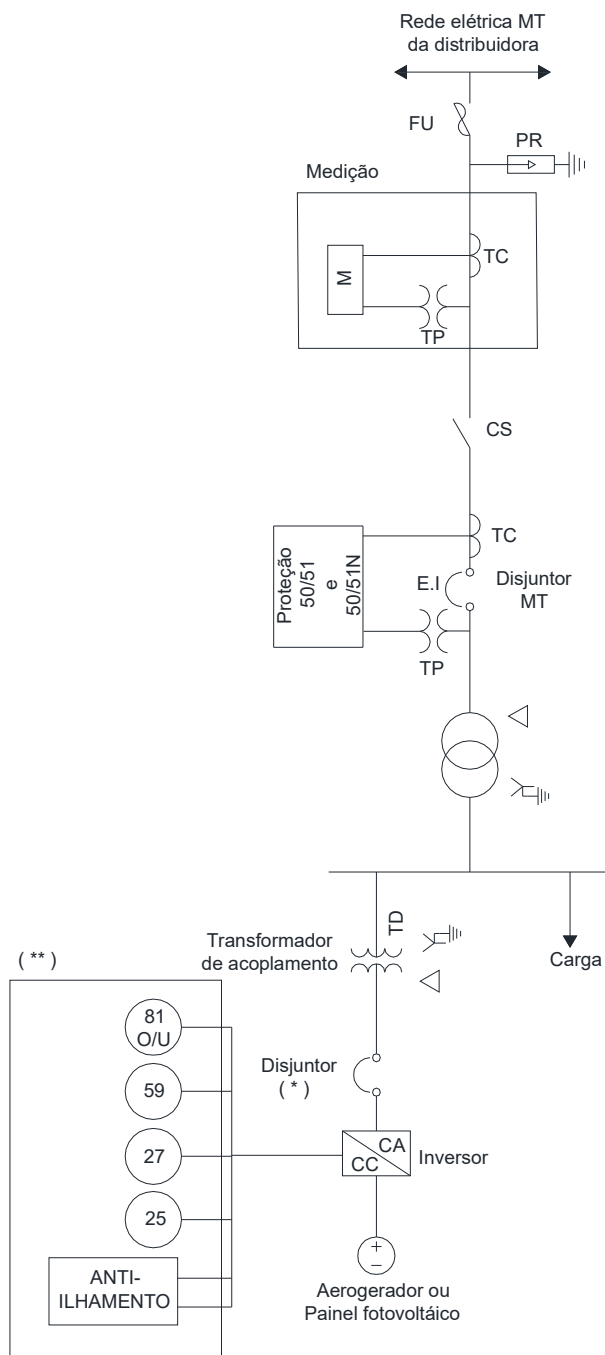 Rede elétrica MT
da distribuidora
FU
PR
Medição
TC
M
TP
CS
TC
Proteção
50/51
e
50/51N
E.I
Disjuntor
MT
TP
TD
Transformador
de acoplamento
Carga
( ** )
81
O/U
59
27
25
ANTI-
ILHAMENTO
Disjuntor
( * )
CA
CC
Inversor
+
−
Aerogerador ou
Painel fotovoltáico